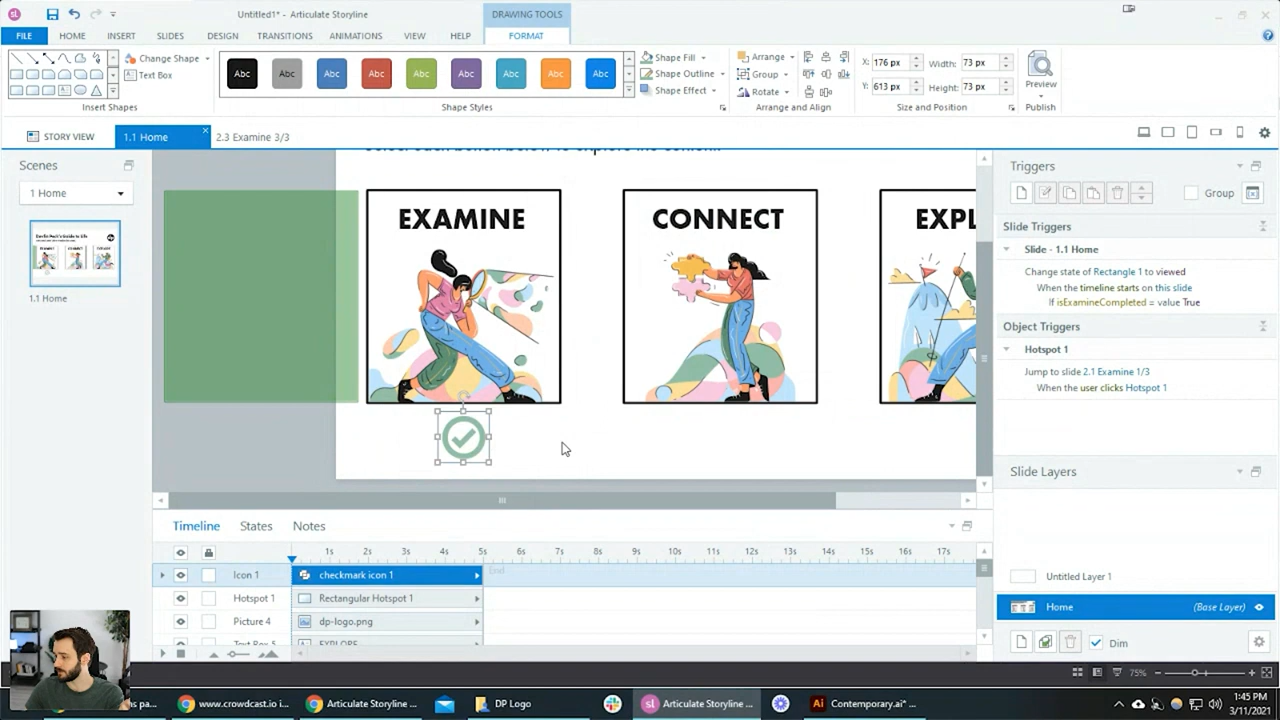 sl Untitled1* - Articulate Storyline DRAWING TOOLS
FILE HOME INSERT SLIDES DESIGN TRANSITIONS ANIMATIONS VIEW HELP FORMAT
Change Shape Abc Abc Abc Abc Abc Abc Abc Abc Abc Shape Fill Arrange X: 176 px Width: 73 px
Text Box Shape Outline Group Y: 613 px Height: 73 px
Shape Effect Rotate Preview
Insert Shapes Shape Styles Arrange and Align Size and Position Publish
STORY VIEW 1.1 Home 2.3 Examine 3/3
Scenes
1 Home
1.1 Home
EXAMINE CONNECT EXPL
Triggers
Group
Slide Triggers
Slide - 1.1 Home
Change state of Rectangle 1 to viewed
When the timeline starts on this slide
If isExamineCompleted = value True
Object Triggers
Hotspot 1
Jump to slide 2.1 Examine 1/3
When the user clicks Hotspot 1
Slide Layers
Untitled Layer 1
Home (Base Layer)
Dim
Timeline States Notes
1s 2s 3s 4s 5s 6s 7s 8s 9s 10s 11s 12s 13s 14s 15s 16s 17s
Icon 1 checkmark icon 1 End
Hotspot 1 Rectangular Hotspot 1
Picture 4 dp-logo.png
Text Box 5 EXPLORE
75%
s pa... www.crowdcast.io i... Articulate Storyline ... DP Logo sl Articulate Storyline ... Ai Contemporary.ai* ... 1:45 PM
3/11/2021